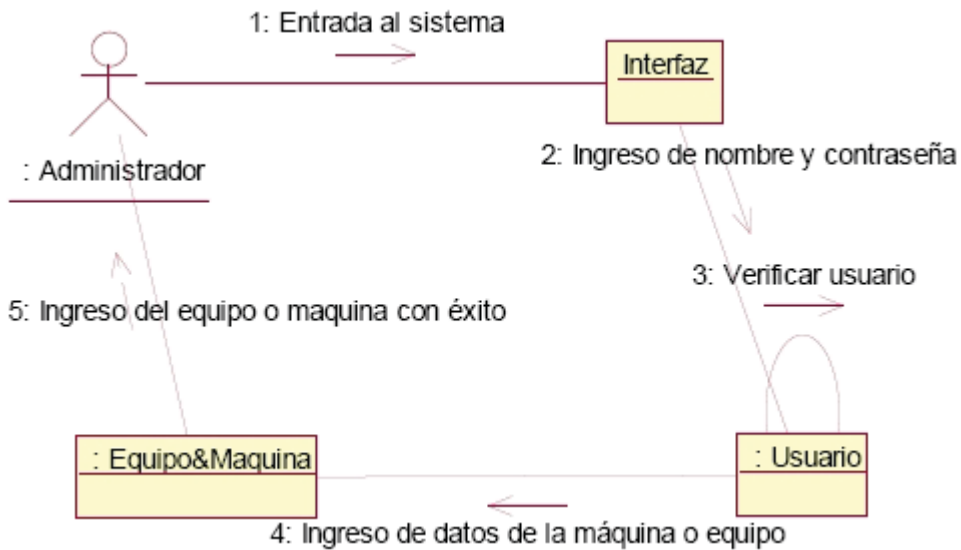 1: Entrada al sistema
Interfaz
2: Ingreso de nombre y contraseña
: Administrador
3: Verificar usuario
5: Ingreso del equipo o maquina con éxito
: Equipo&Maquina
: Usuario
4: Ingreso de datos de la máquina o equipo